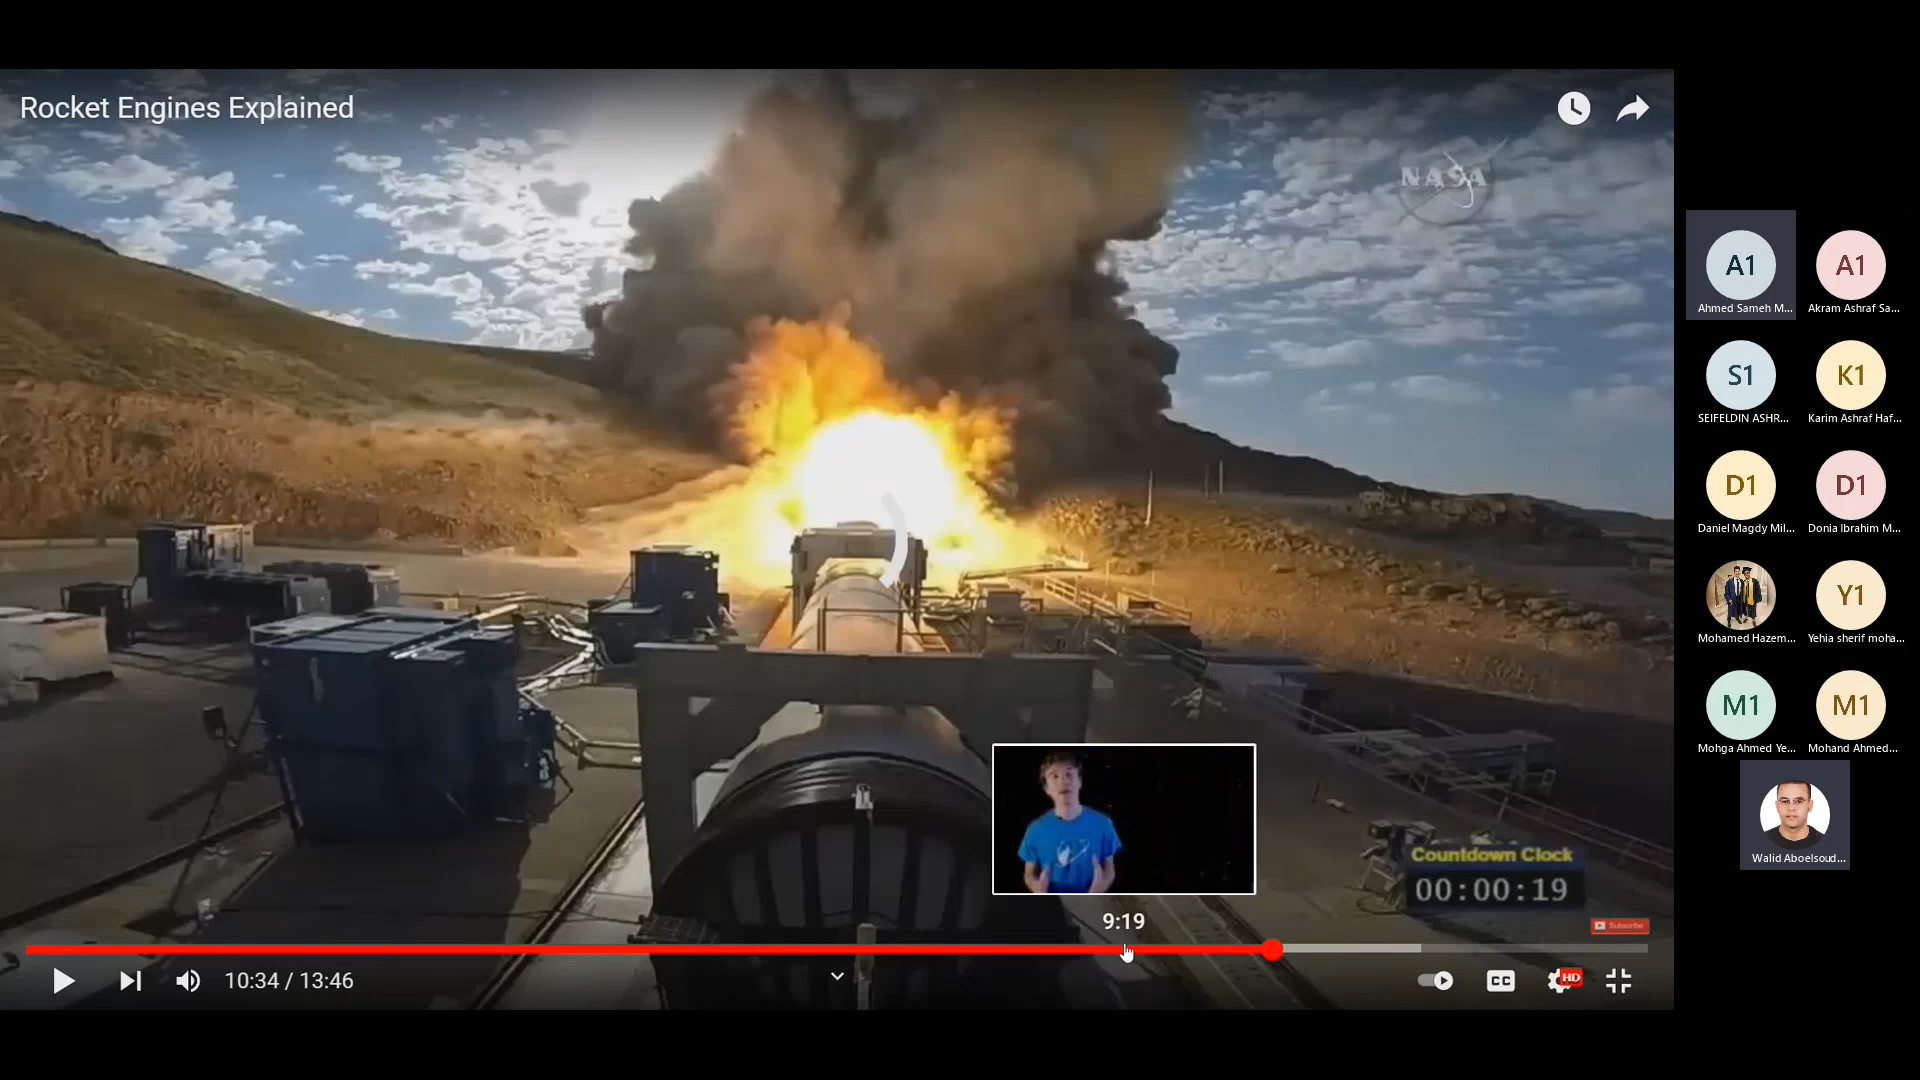 Rocket Engines Explained
NASA
A1
Ahmed Sameh M...
A1
Akram Ashraf Sa...
S1
SEIFELDIN ASHR...
K1
Karim Ashraf Haf...
D1
Daniel Magdy Mil...
D1
Donia Ibrahim M...
Mohamed Hazem...
Y1
Yehia sherif moha...
M1
Mohga Ahmed Ye...
M1
Mohand Ahmed...
Walid Aboelsoud...
Countdown Clock
00:00:19
Subscribe
9:19
10:34 / 13:46
CC
HD